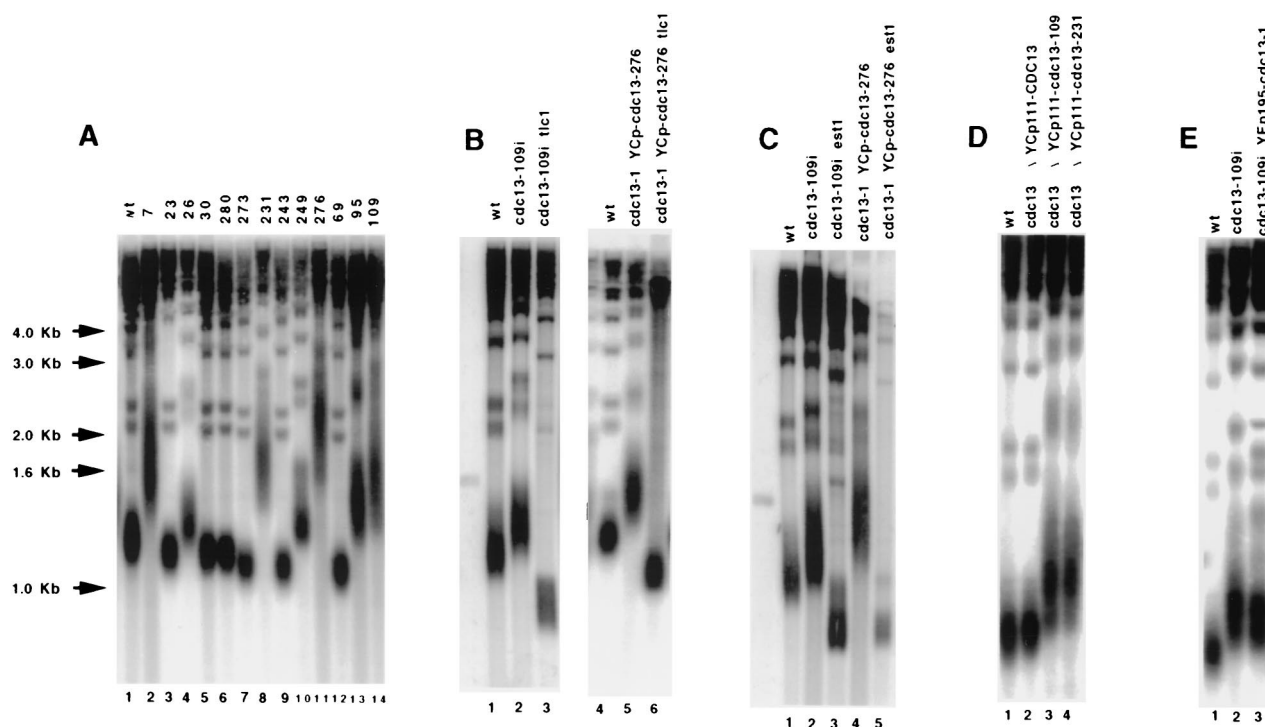 A
wt
7
23
26
30
280
273
231
243
249
276
69
95
109
4.0 Kb
3.0 Kb
2.0 Kb
1.6 Kb
1.0 Kb
1 2 3 4 5 6 7 8 9 10 11 12 13 14
B
wt
cdc13-109i
cdc13-109i tlc1
wt
cdc13-1 YCp-cdc13-276
cdc13-1 YCp-cdc13-276 tlc1
1 2 3 4 5 6
C
wt
cdc13-109i
cdc13-109i est1
cdc13-1 YCp-cdc13-276
cdc13-1 YCp-cdc13-276 est1
1 2 3 4 5
D
wt
cdc13 \ YCp111-CDC13
cdc13 \ YCp111-cdc13-109
cdc13 \ YCp111-cdc13-231
1 2 3 4
E
wt
cdc13-109i
cdc13-109i YEp195-cdc13-1
1 2 3